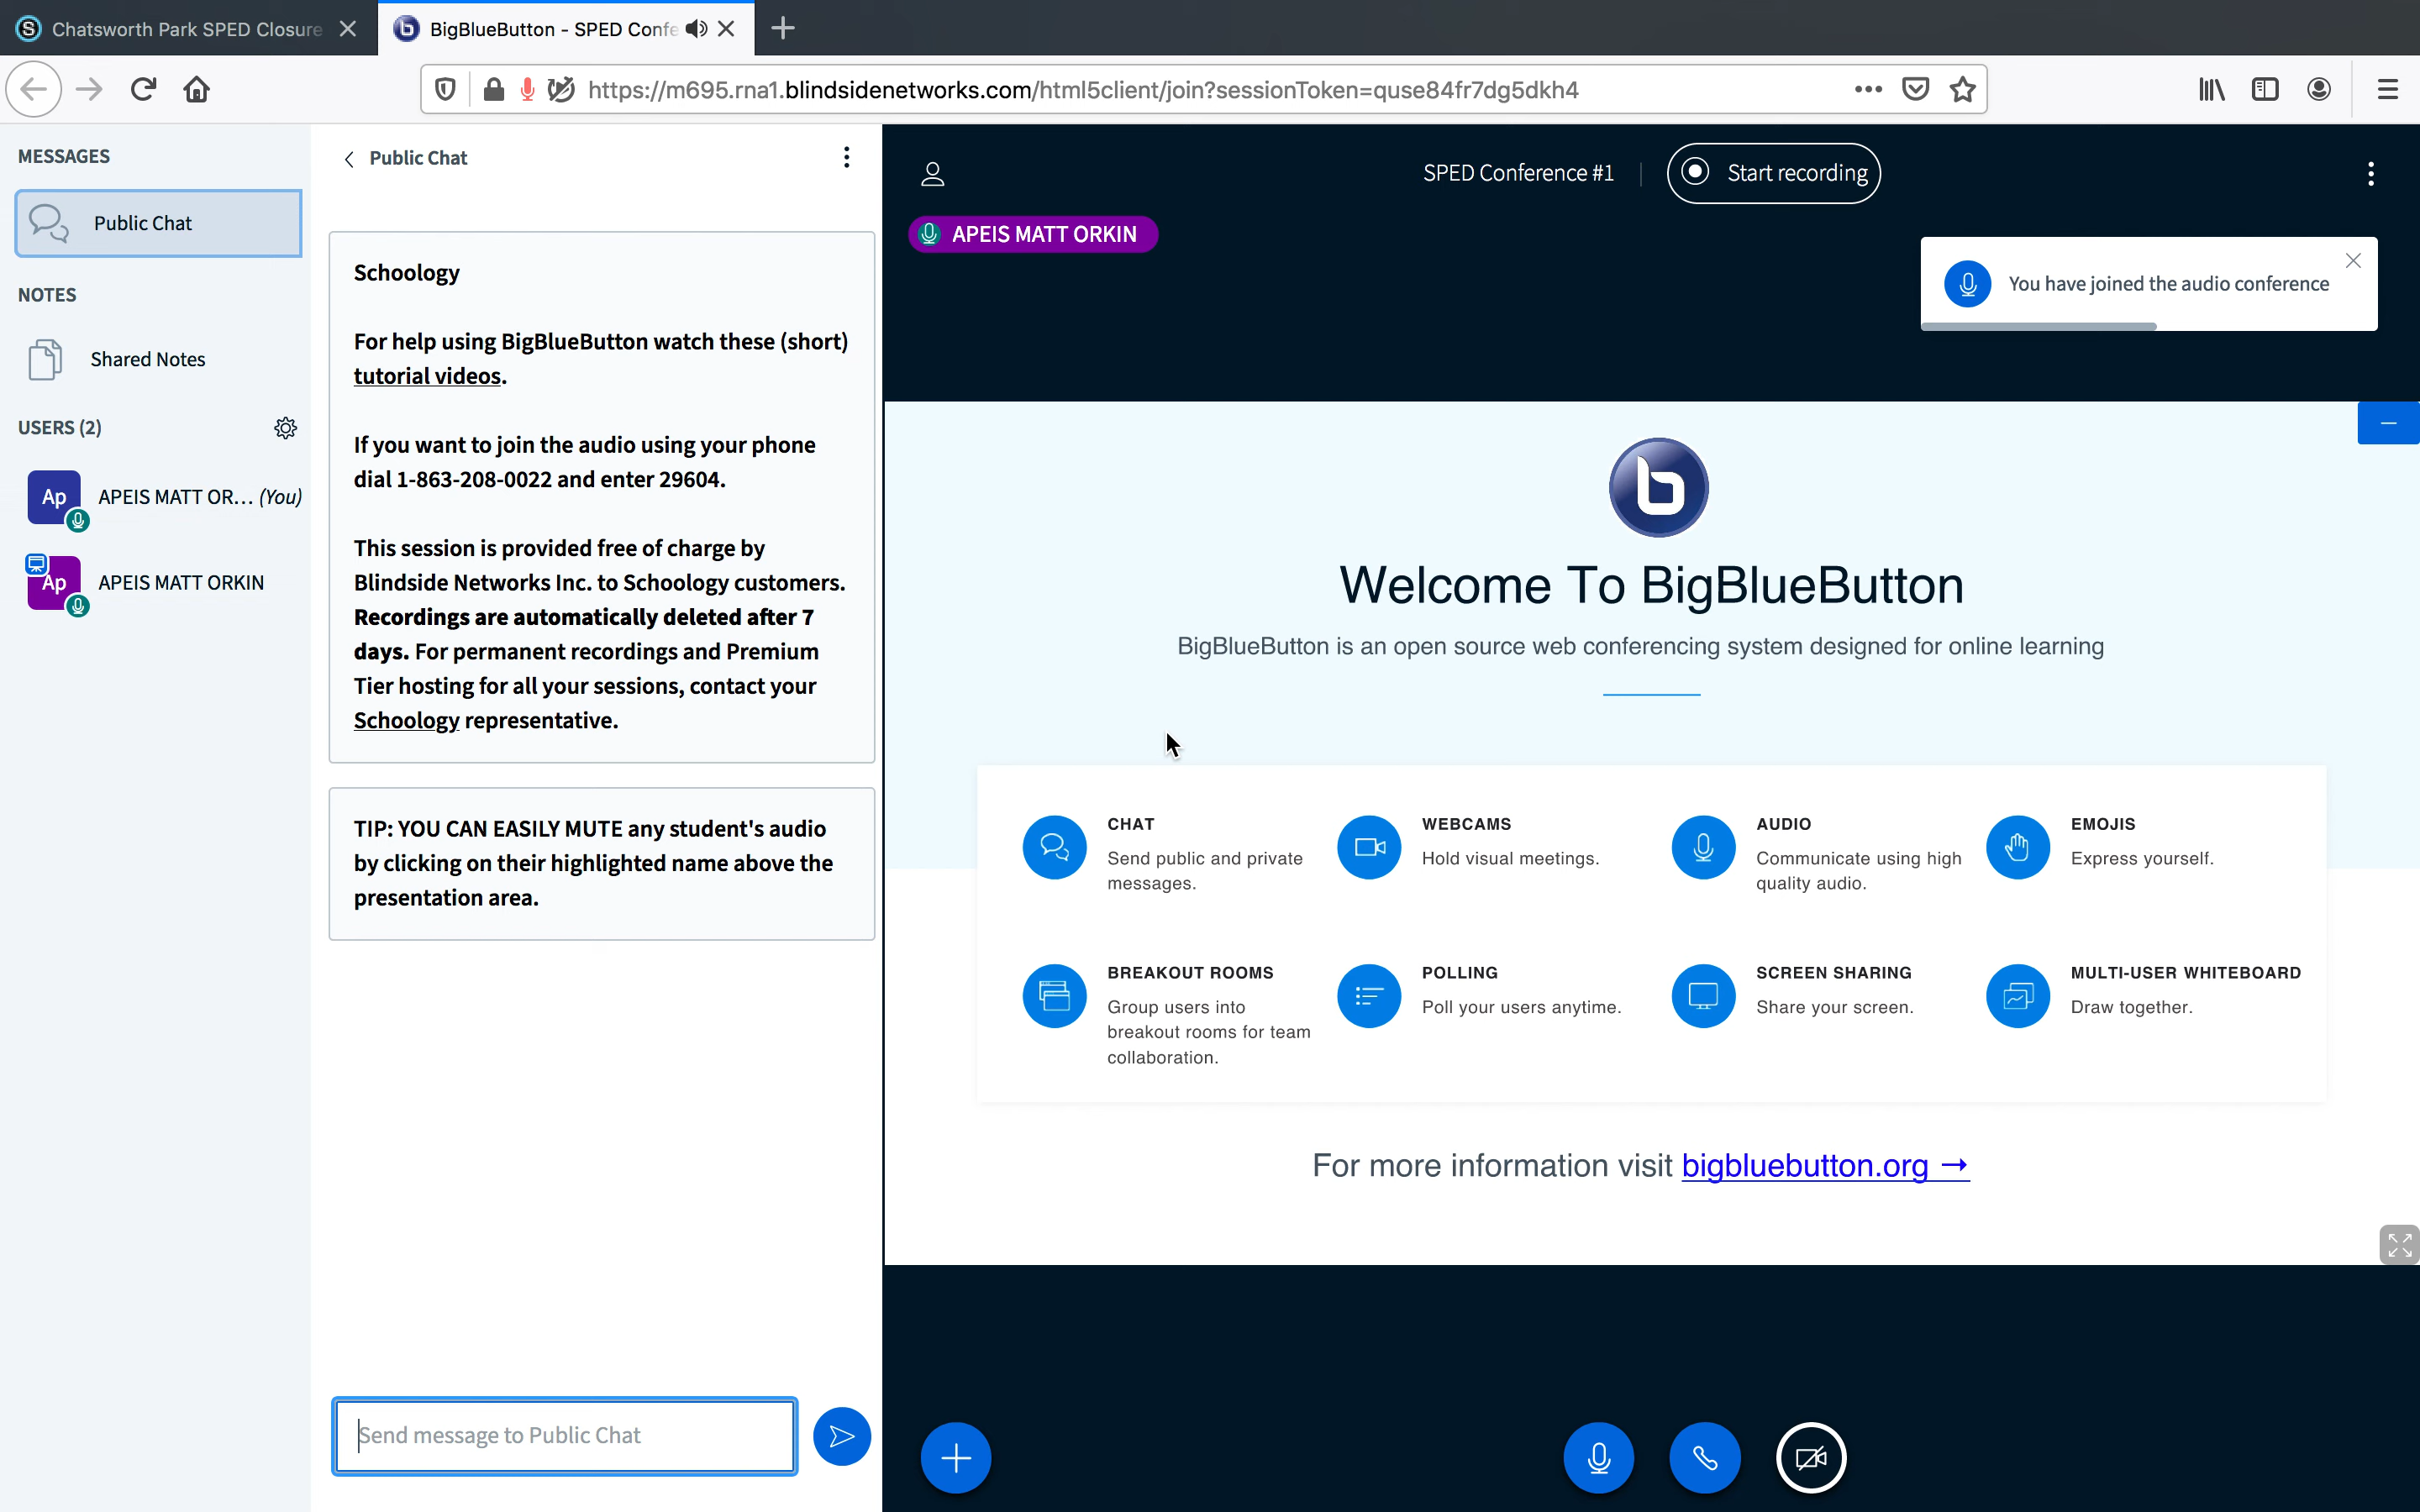 Chatsworth Park SPED Closure
BigBlueButton - SPED Confe
https://m695.rna1.blindsidenetworks.com/html5client/join?sessionToken=quse84fr7dg5dkh4
MESSAGES
Public Chat
NOTES
Shared Notes
USERS (2)
Ap APEIS MATT OR... (You)
Ap APEIS MATT ORKIN
Public Chat
Schoology
For help using BigBlueButton watch these (short)
tutorial videos.
If you want to join the audio using your phone
dial 1-863-208-0022 and enter 29604.
This session is provided free of charge by
Blindside Networks Inc. to Schoology customers.
Recordings are automatically deleted after 7
days. For permanent recordings and Premium
Tier hosting for all your sessions, contact your
Schoology representative.
TIP: YOU CAN EASILY MUTE any student's audio
by clicking on their highlighted name above the
presentation area.
Send message to Public Chat
SPED Conference #1
Start recording
APEIS MATT ORKIN
You have joined the audio conference
Welcome To BigBlueButton
BigBlueButton is an open source web conferencing system designed for online learning
CHAT
Send public and private
messages.
WEBCAMS
Hold visual meetings.
AUDIO
Communicate using high
quality audio.
EMOJIS
Express yourself.
BREAKOUT ROOMS
Group users into
breakout rooms for team
collaboration.
POLLING
Poll your users anytime.
SCREEN SHARING
Share your screen.
MULTI-USER WHITEBOARD
Draw together.
For more information visit bigbluebutton.org →